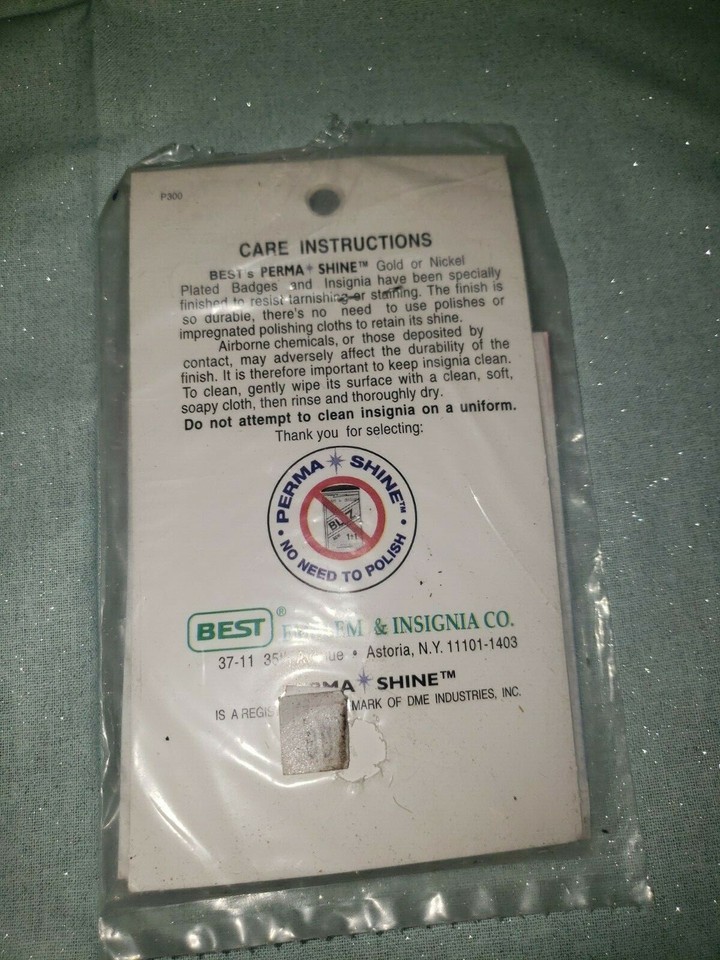 P300
CARE INSTRUCTIONS
BEST's PERMA SHINE™ Gold or Nickel
Plated Badges and Insignia have been specially
finished to resist tarnishing or staining. The finish is
so durable, there's no need to use polishes or
impregnated polishing cloths to retain its shine.
Airborne chemicals, or those deposited by
contact, may adversely affect the durability of the
finish. It is therefore important to keep insignia clean.
To clean, gently wipe its surface with a clean, soft,
soapy cloth, then rinse and thoroughly dry.
Do not attempt to clean insignia on a uniform.
Thank you for selecting:
PERMA SHINE™
• NO NEED TO POLISH •
BEST® & INSIGNIA CO.
37-11 • Astoria, N.Y. 11101-1403
SHINE™
IS A OF DME INDUSTRIES, INC.